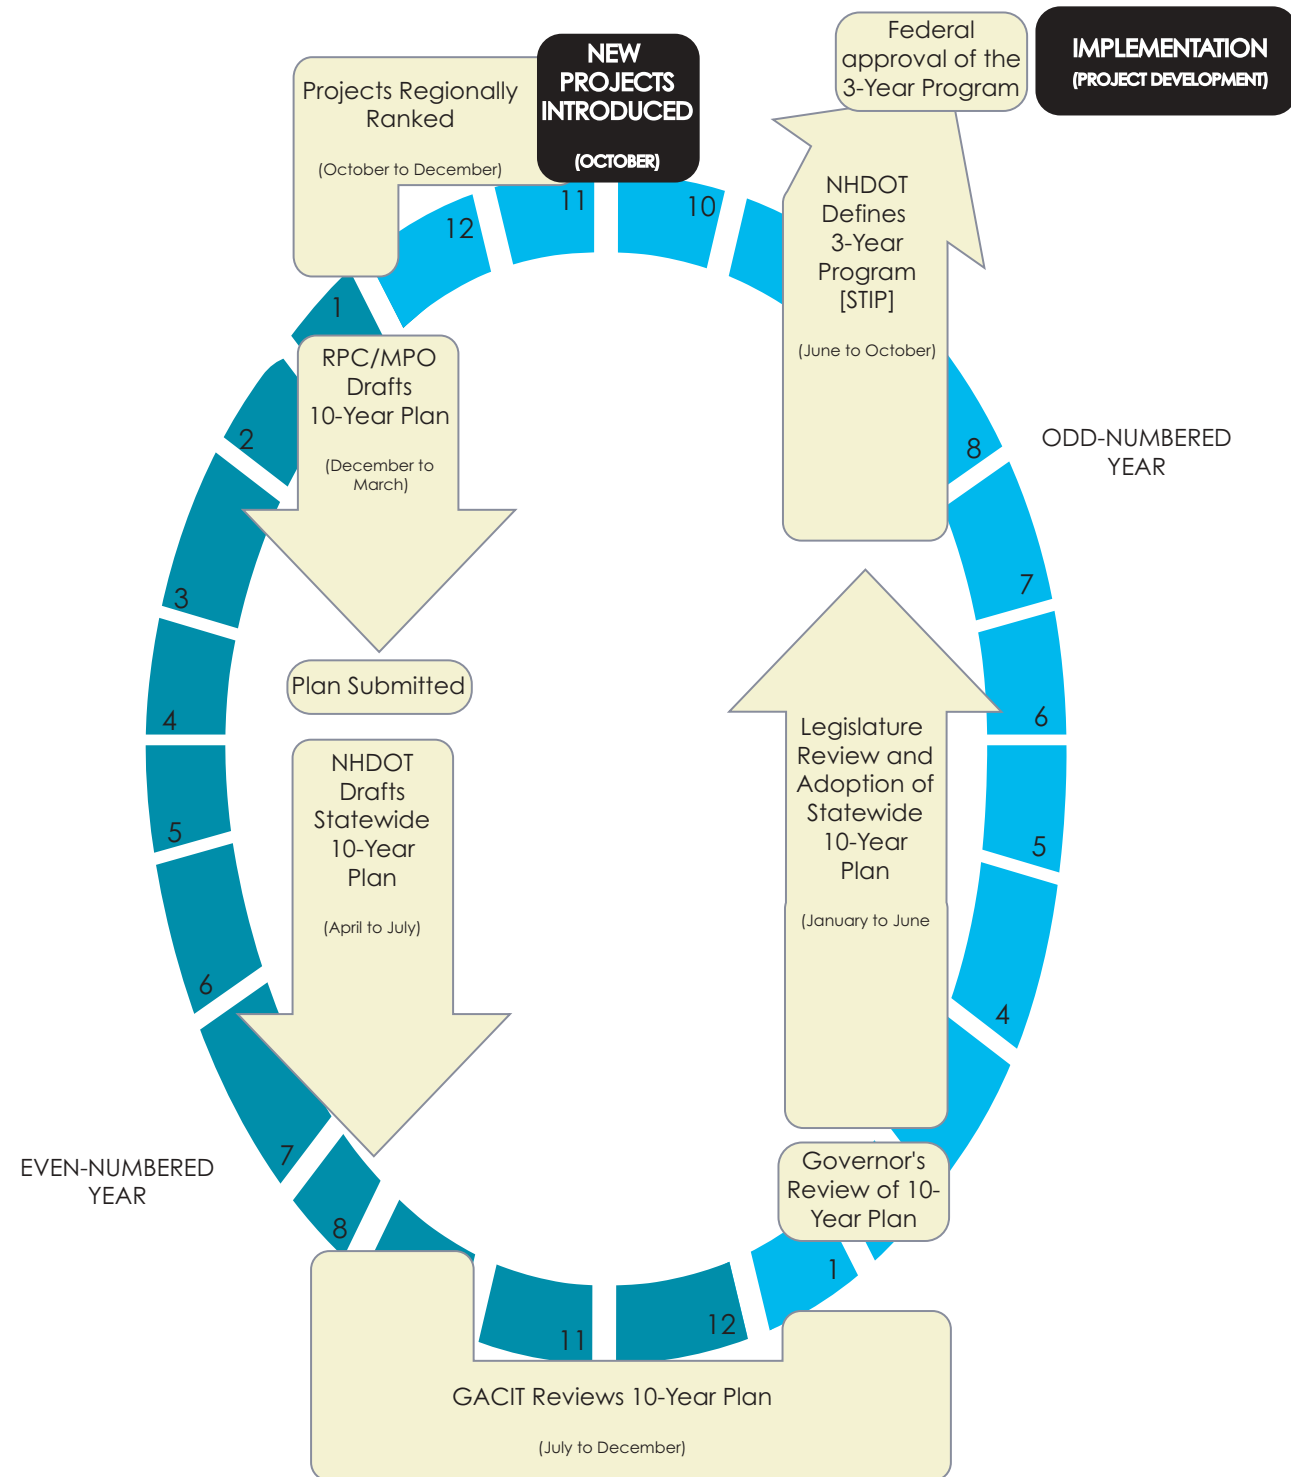 NEW
PROJECTS
INTRODUCED
(OCTOBER)
Projects Regionally
Ranked
(October to December)
Federal
approval of the
3-Year Program
IMPLEMENTATION
(PROJECT DEVELOPMENT)
NHDOT
Defines
3-Year
Program
[STIP]
(June to October)
12
11
10
1
2
3
4
5
6
7
8
11
12
1
4
5
6
7
8
RPC/MPO
Drafts
10-Year Plan
(December to
March)
ODD-NUMBERED
YEAR
Plan Submitted
NHDOT
Drafts
Statewide
10-Year
Plan
(April to July)
Legislature
Review and
Adoption of
Statewide
10-Year
Plan
(January to June
EVEN-NUMBERED
YEAR
Governor's
Review of 10-
Year Plan
GACIT Reviews 10-Year Plan
(July to December)